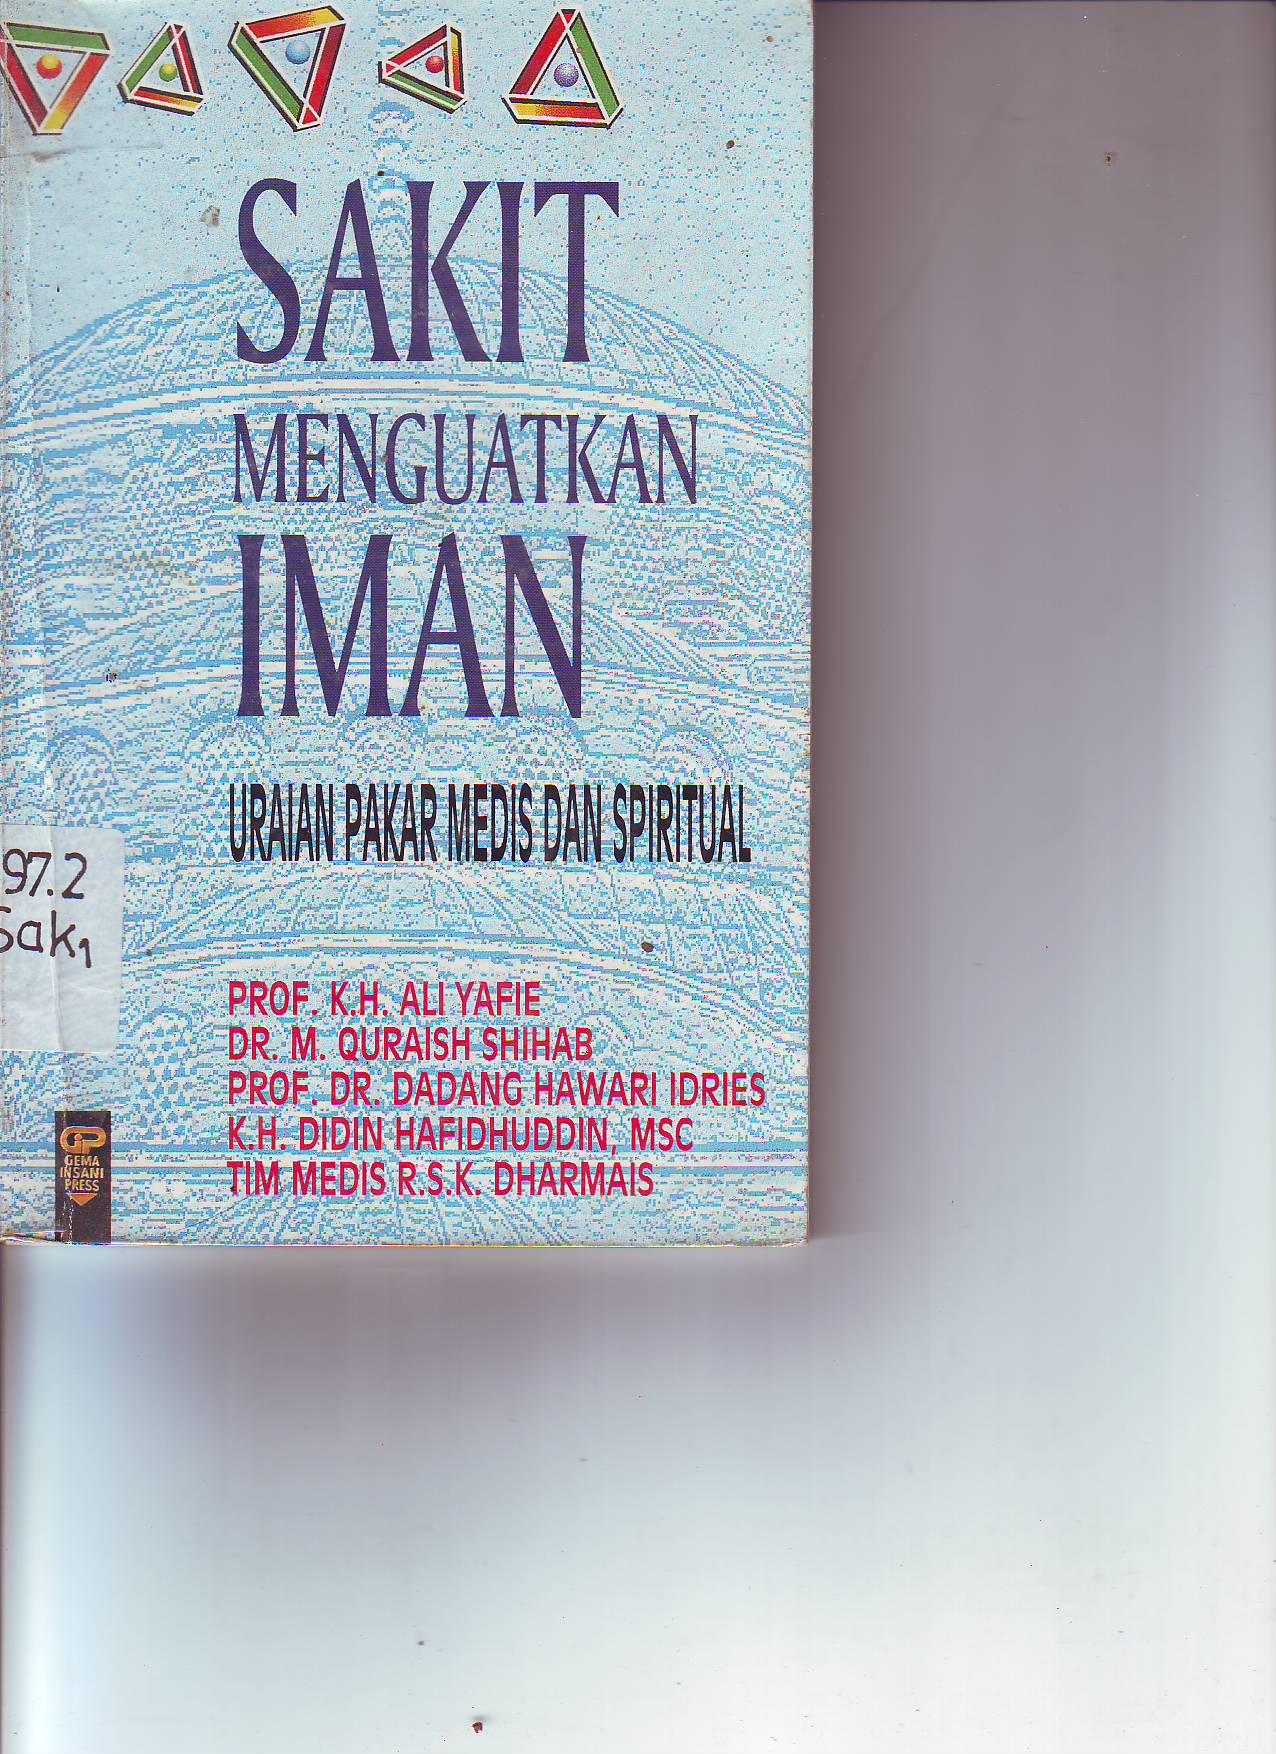 SAKIT
MENGUATKAN
IMAN
URAIAN PAKAR MEDIS DAN SPIRITUAL
97.2
Sak1
PROF. K.H. ALI YAFIE
DR. M. QURAISH SHIHAB
PROF. DR. DADANG HAWARI IDRIES
K.H. DIDIN HAFIDHUDDIN, MSC
TIM MEDIS R.S.K. DHARMAIS
GIP
GEMA
INSANI
PRESS